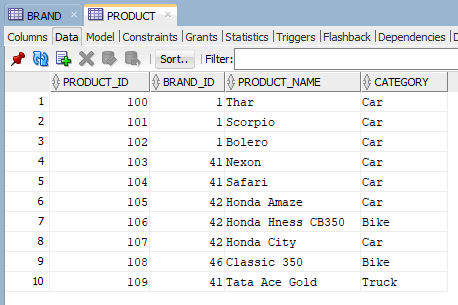 BRAND PRODUCT
Columns Data Model Constraints Grants Statistics Triggers Flashback Dependencies
Sort.. Filter:
PRODUCT_ID BRAND_ID PRODUCT_NAME CATEGORY
1 100 1 Thar Car
2 101 1 Scorpio Car
3 102 1 Bolero Car
4 103 41 Nexon Car
5 104 41 Safari Car
6 105 42 Honda Amaze Car
7 106 42 Honda Hness CB350 Bike
8 107 42 Honda City Car
9 108 46 Classic 350 Bike
10 109 41 Tata Ace Gold Truck